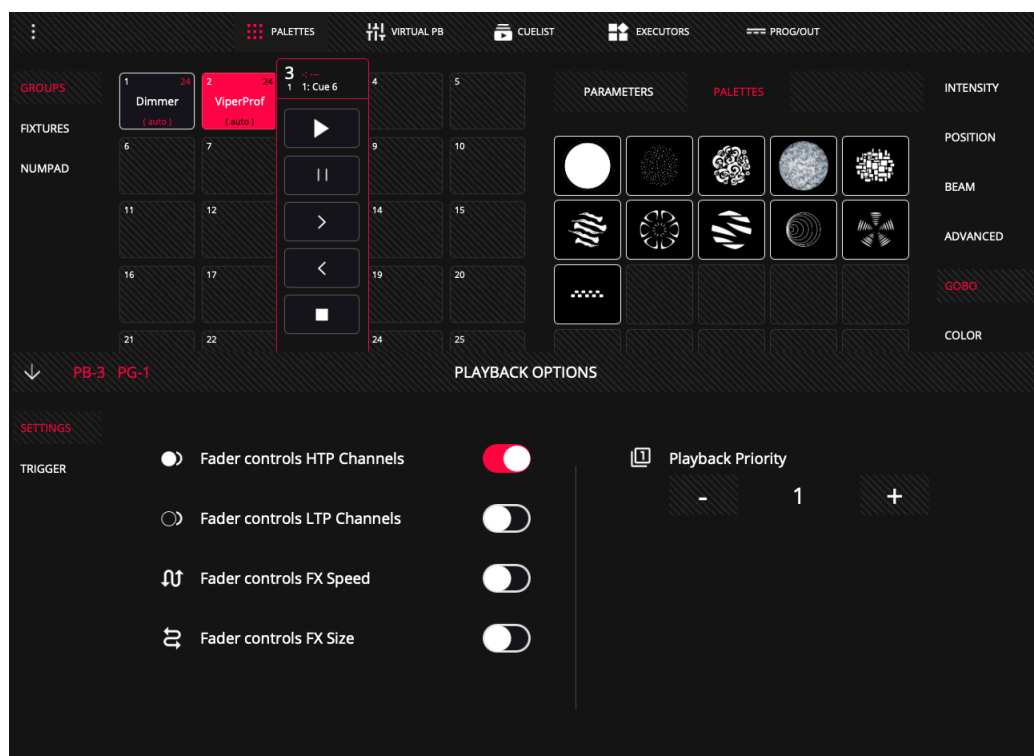 PALETTES
VIRTUAL PB
CUELIST
EXECUTORS
PROG/OUT
GROUPS
FIXTURES
NUMPAD
1 24
Dimmer
( auto )
2 24
ViperProf
( auto )
3 -: ---
1 1: Cue 6
4
5
6
7
9
10
11
12
14
15
16
17
19
20
21
22
24
25
PARAMETERS
PALETTES
INTENSITY
POSITION
BEAM
ADVANCED
GOBO
COLOR
PB-3 PG-1
PLAYBACK OPTIONS
SETTINGS
TRIGGER
Fader controls HTP Channels
Fader controls LTP Channels
Fader controls FX Speed
Fader controls FX Size
1 Playback Priority
- 1 +